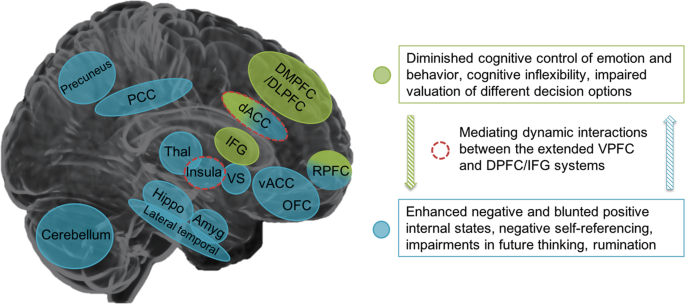 Precuneus
PCC
DMPFC
/DLPFC
dACC
IFG
Thal
Insula
VS
RPFC
vACC
OFC
Hippo
Amyg
Lateral temporal
Cerebellum
Diminished cognitive control of emotion and
behavior, cognitive inflexibility, impaired
valuation of different decision options
Mediating dynamic interactions
between the extended VPFC
and DPFC/IFG systems
Enhanced negative and blunted positive
internal states, negative self-referencing,
impairments in future thinking, rumination